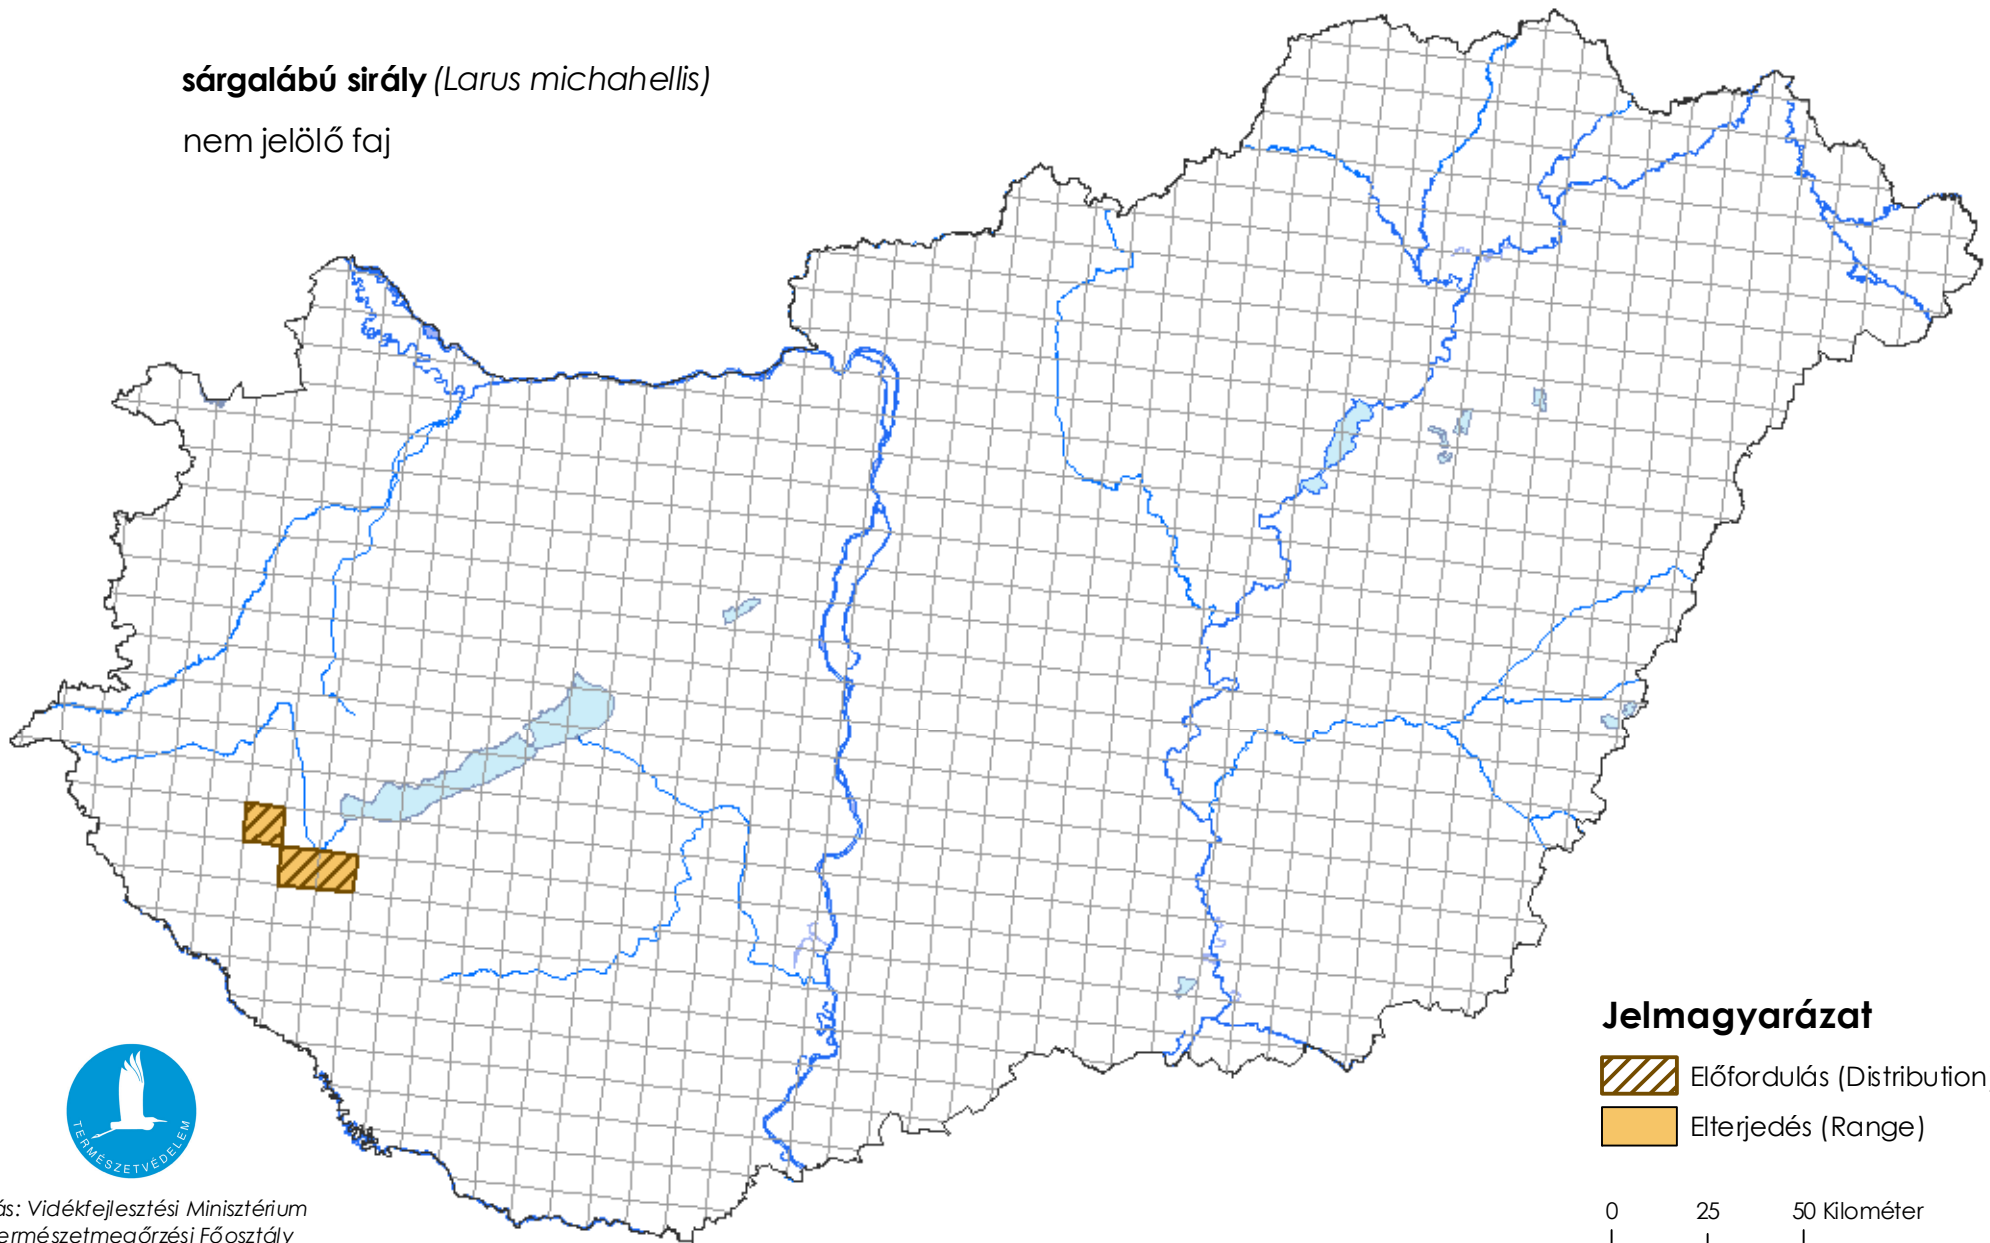 sárgalábú sirály (Larus michahellis)
nem jelölő faj
Jelmagyarázat
Előfordulás (Distribution
Elterjedés (Range)
0 25 50 Kilométer
TERMÉSZETVÉDELEM
ás: Vidékfejlesztési Minisztérium
ermészetmegőrzési Főosztály